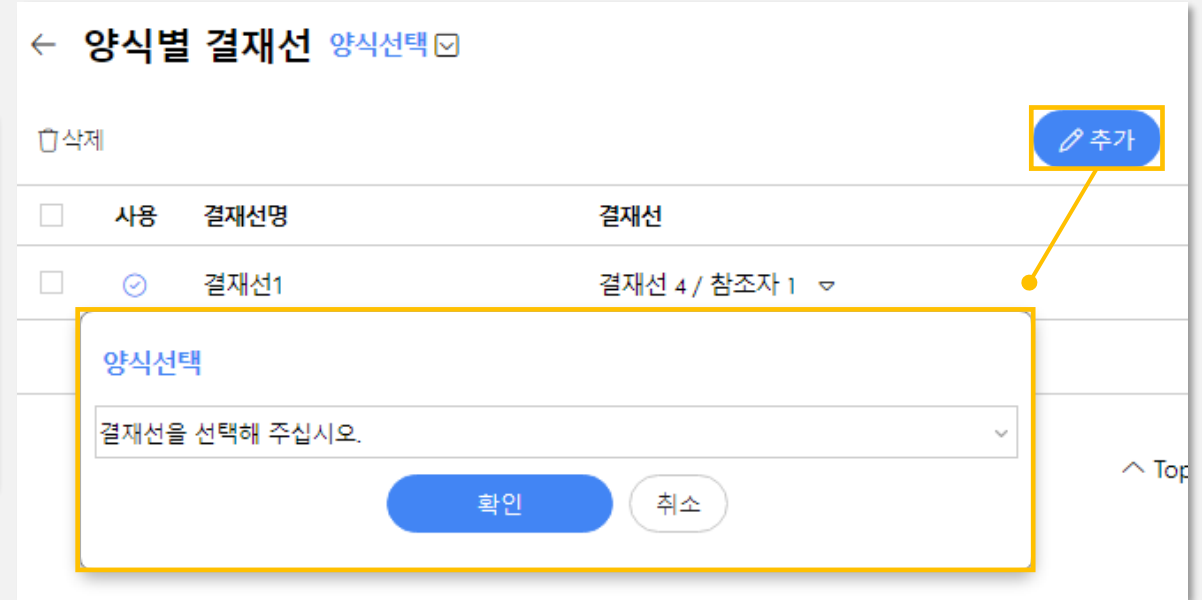 양식별 결재선 양식선택
삭제
추가
사용 결재선명 결재선
결재선1 결재선 4 / 참조자 1
양식선택
결재선을 선택해 주십시오.
Top
확인 취소